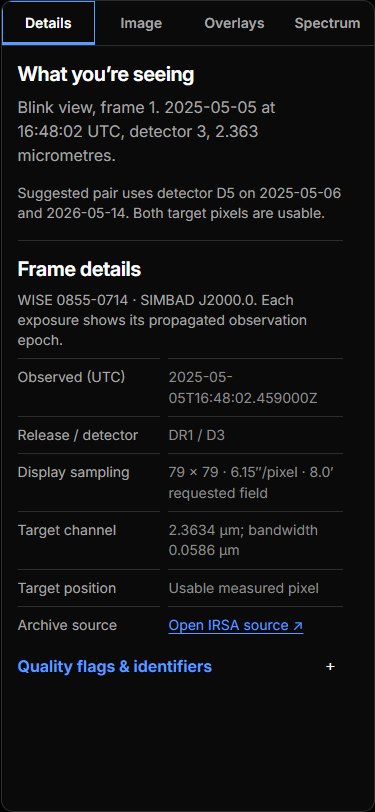 Details Image Overlays Spectrum
What you’re seeing
Blink view, frame 1. 2025-05-05 at
16:48:02 UTC, detector 3, 2.363
micrometres.
Suggested pair uses detector D5 on 2025-05-06
and 2026-05-14. Both target pixels are usable.
Frame details
WISE 0855-0714 · SIMBAD J2000.0. Each
exposure shows its propagated observation
epoch.
Observed (UTC) 2025-05-
05T16:48:02.459000Z
Release / detector DR1 / D3
Display sampling 79 × 79 · 6.15″/pixel · 8.0′
requested field
Target channel 2.3634 μm; bandwidth
0.0586 μm
Target position Usable measured pixel
Archive source Open IRSA source ↗
Quality flags & identifiers +